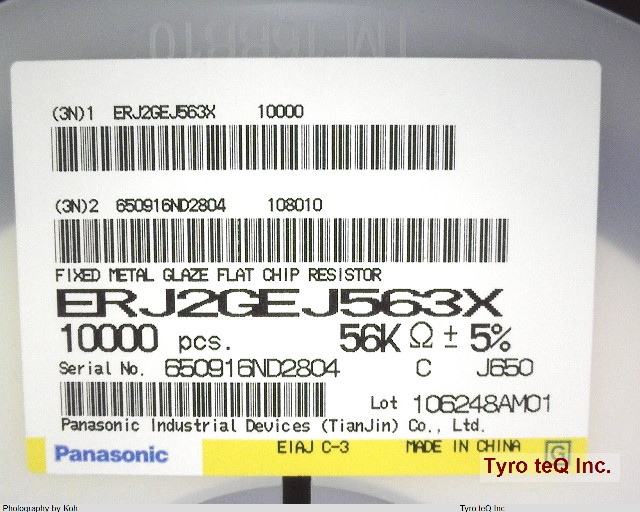 (3N)1 ERJ2GEJ563X 10000
(3N)2 650916ND2804 108010
FIXED METAL GLAZE FLAT CHIP RESISTOR
ERJ2GEJ563X
10000 pcs. 56K Ω ± 5%
Serial No. 650916ND2804 C J650
Lot 106248AM01
Panasonic Industrial Devices (TianJin) Co., Ltd.
Panasonic EIAJ C-3 MADE IN CHINA G
Tyro teQ Inc.
Photography by Koh Tyro teQ Inc